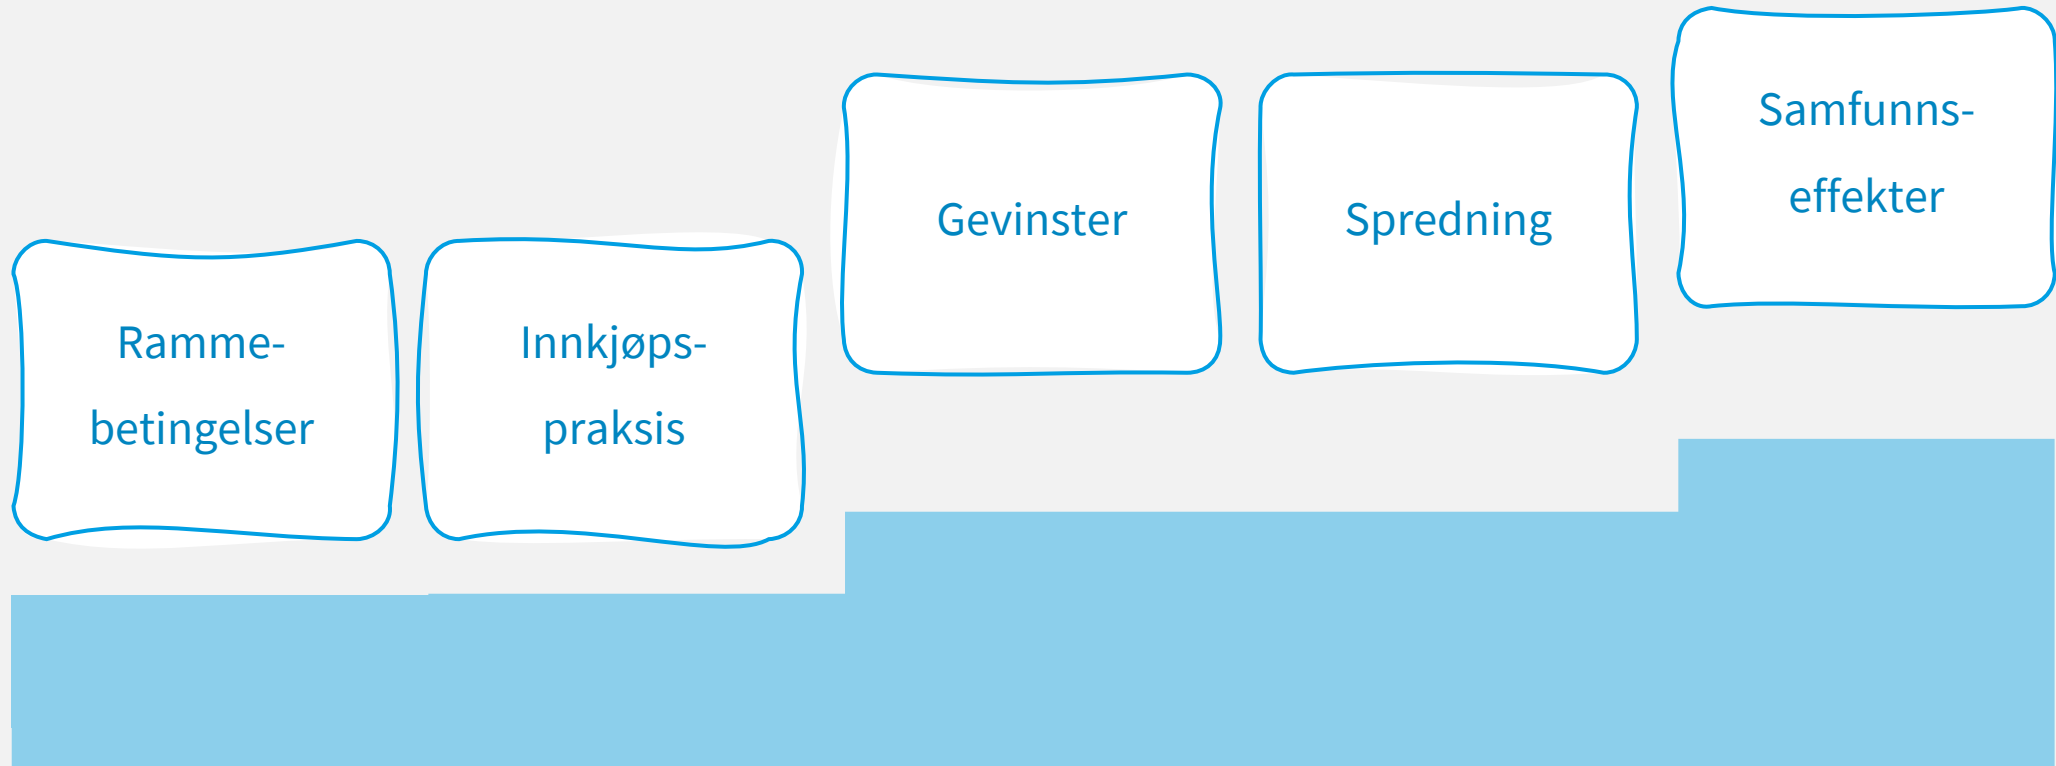 Ramme-
betingelser
Innkjøps-
praksis
Gevinster
Spredning
Samfunns-
effekter